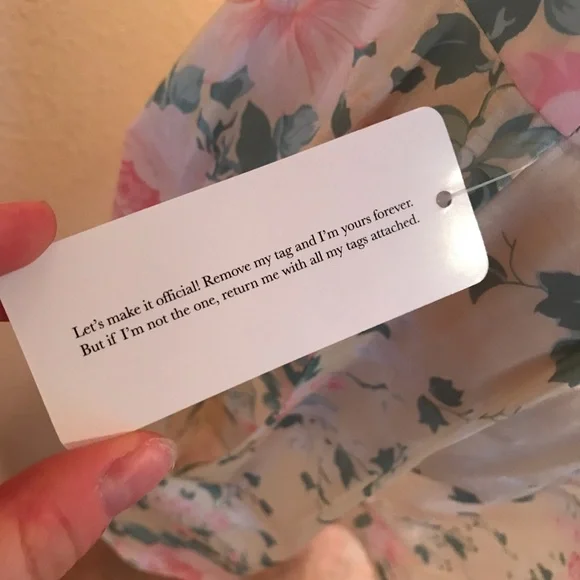 Let’s make it official! Remove my tag and I’m yours forever.
But if I’m not the one, return me with all my tags attached.